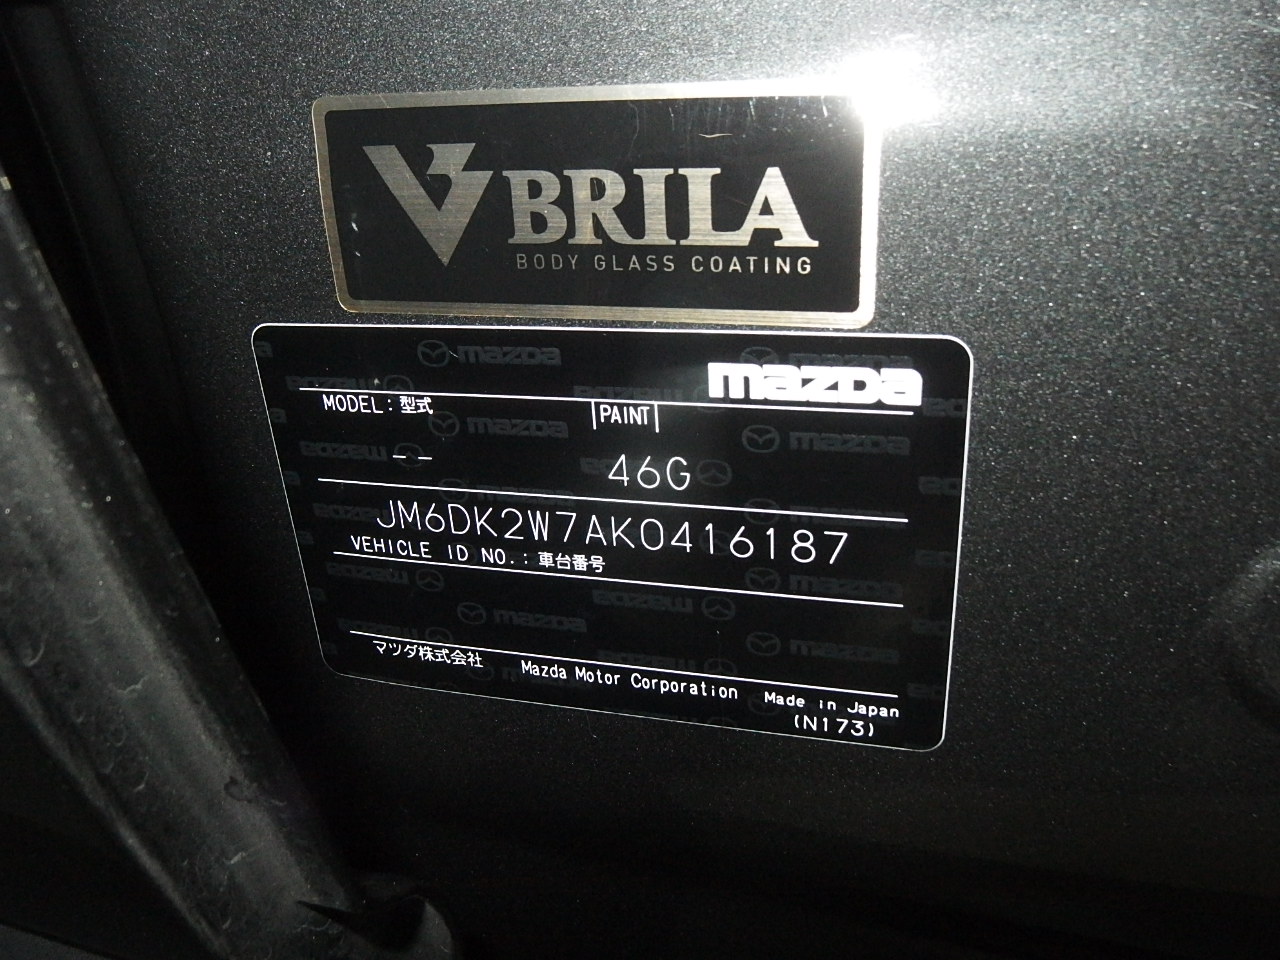 BRILA
BODY GLASS COATING
mazda
MODEL:型式
PAINT
-- 46G
JM6DK2W7AK0416187
VEHICLE ID NO.:車台番号
マツダ株式会社 Mazda Motor Corporation Made in Japan
(N173)